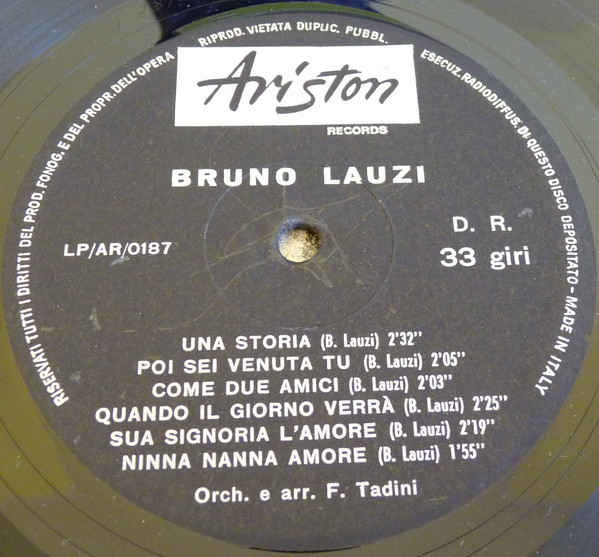 RISERVATI TUTTI I DIRITTI DEL PROD. FONOG. E DEL PROPR. DELL'OPERA
RIPROD. VIETATA DUPLIC. PUBBL.
ESECUZ. RADIODIFFUS. DI QUESTO DISCO DEPOSITATO - MADE IN ITALY
Ariston
RECORDS
BRUNO LAUZI
LP/AR/0187
D. R.
33 giri
UNA STORIA (B. Lauzi) 2'32"
POI SEI VENUTA TU (B. Lauzi) 2'05"
COME DUE AMICI (B. Lauzi) 2'03"
QUANDO IL GIORNO VERRÀ (B. Lauzi) 2'25"
SUA SIGNORIA L'AMORE (B. Lauzi) 2'19"
NINNA NANNA AMORE (B. Lauzi) 1'55"
Orch. e arr. F. Tadini